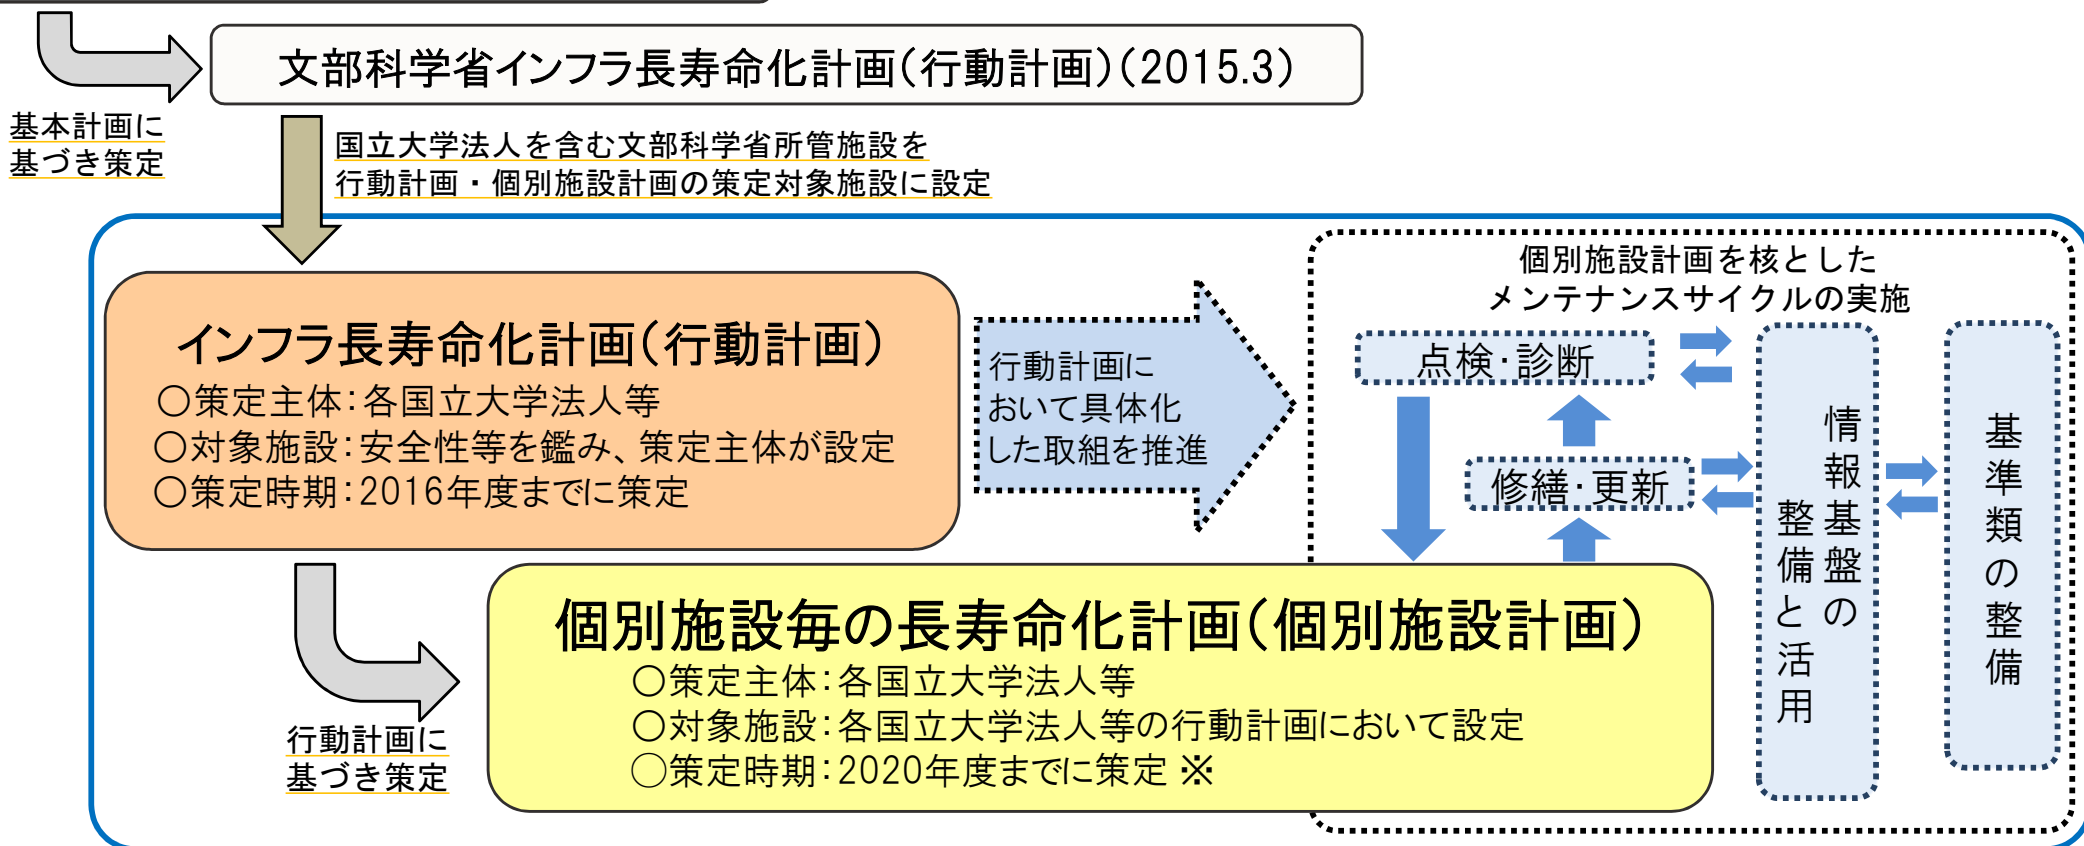 文部科学省インフラ長寿命化計画（行動計画）（2015.3）
基本計画に
基づき策定
国立大学法人を含む文部科学省所管施設を
行動計画・個別施設計画の策定対象施設に設定
インフラ長寿命化計画（行動計画）
○策定主体：各国立大学法人等
○対象施設：安全性等を鑑み、策定主体が設定
○策定時期：2016年度までに策定
行動計画に
おいて具体化
した取組を推進
個別施設計画を核とした
メンテナンスサイクルの実施
点検・診断
修繕・更新
情報基盤の
整備と活用
基準類の整備
行動計画に
基づき策定
個別施設毎の長寿命化計画（個別施設計画）
○策定主体：各国立大学法人等
○対象施設：各国立大学法人等の行動計画において設定
○策定時期：2020年度までに策定 ※